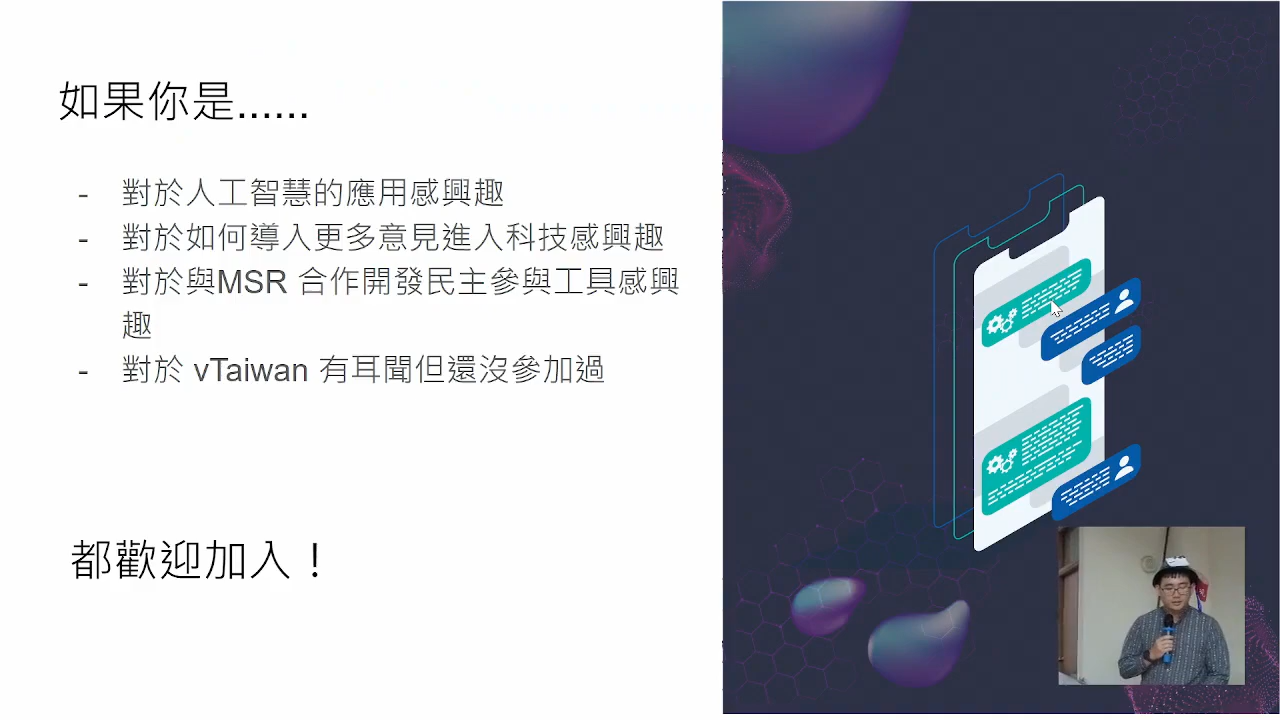 如果你是......
- 對於人工智慧的應用感興趣
- 對於如何導入更多意見進入科技感興趣
- 對於與MSR 合作開發民主參與工具感興
趣
- 對於 vTaiwan 有耳聞但還沒參加過
都歡迎加入！